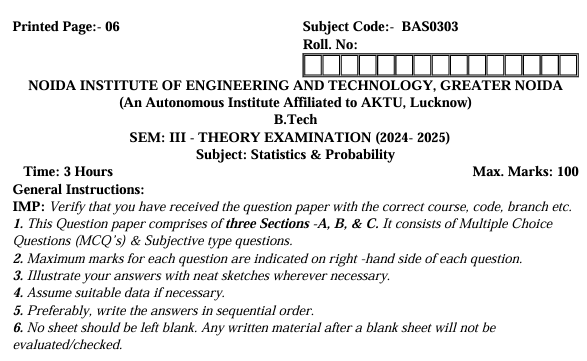 Printed Page:- 06
Subject Code:- BAS0303
Roll. No:
NOIDA INSTITUTE OF ENGINEERING AND TECHNOLOGY, GREATER NOIDA
(An Autonomous Institute Affiliated to AKTU, Lucknow)
B.Tech
SEM: III - THEORY EXAMINATION (2024- 2025)
Subject: Statistics & Probability
Time: 3 Hours
Max. Marks: 100
General Instructions:
IMP: Verify that you have received the question paper with the correct course, code, branch etc.
1. This Question paper comprises of three Sections -A, B, & C. It consists of Multiple Choice
Questions (MCQ's) & Subjective type questions.
2. Maximum marks for each question are indicated on right -hand side of each question.
3. Illustrate your answers with neat sketches wherever necessary.
4. Assume suitable data if necessary.
5. Preferably, write the answers in sequential order.
6. No sheet should be left blank. Any written material after a blank sheet will not be
evaluated/checked.